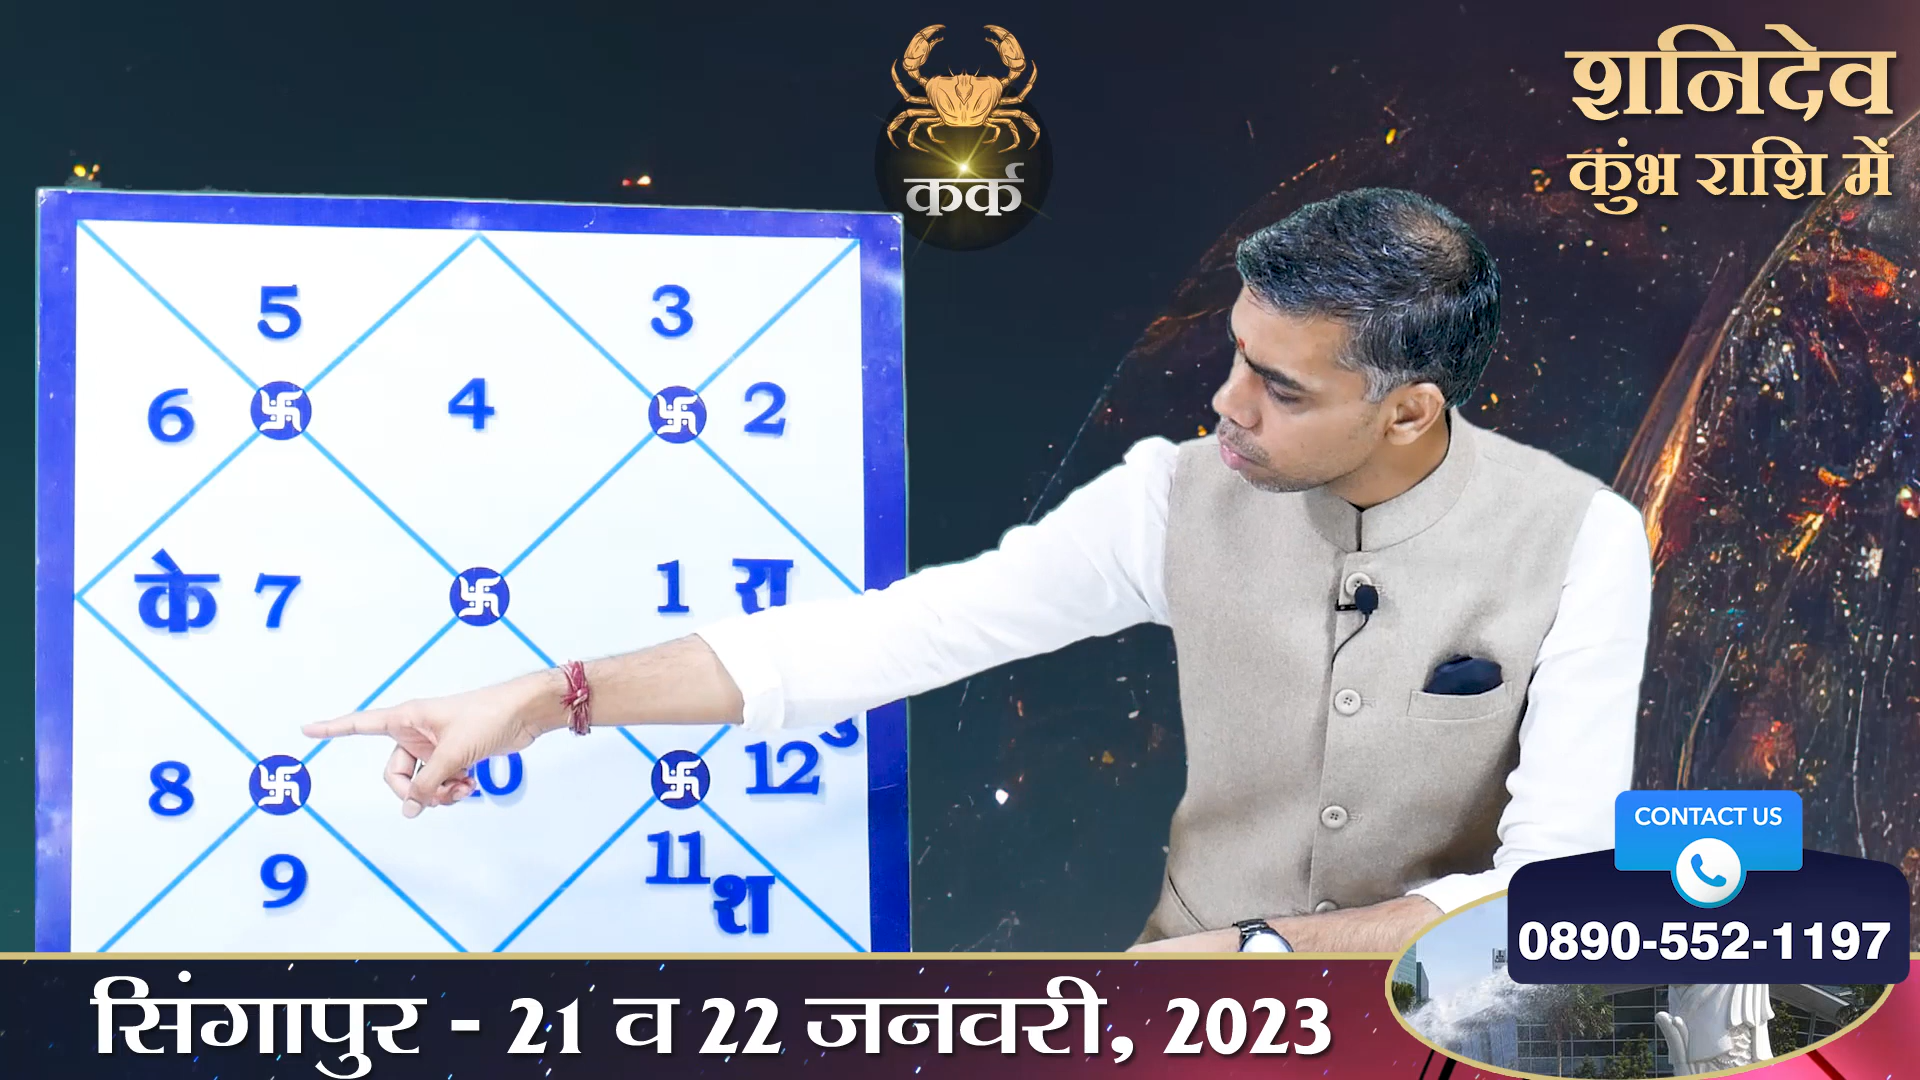 शनिदेव
कुंभ राशि में
कर्क
5
3
6
4
2
के 7
1 रा
8
10
12
9
11
श
CONTACT US
0890-552-1197
सिंगापुर - 21 व 22 जनवरी, 2023